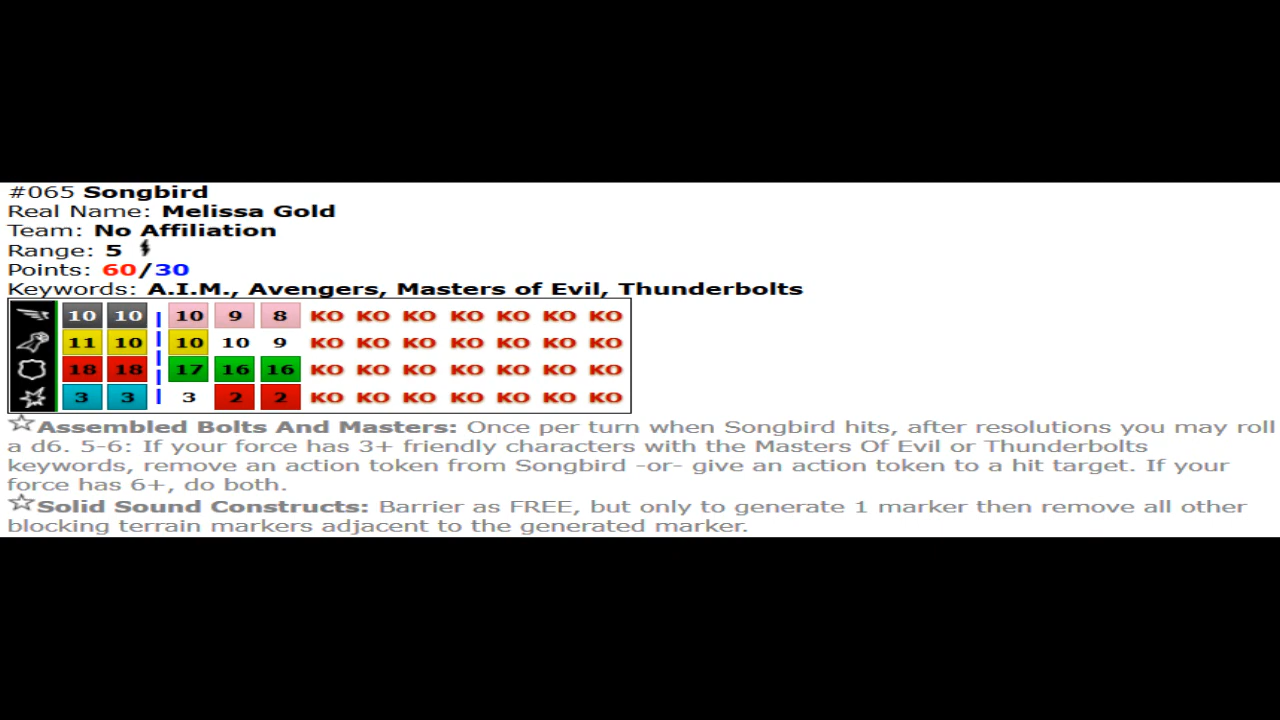 #065 Songbird
Real Name: Melissa Gold
Team: No Affiliation
Range: 5
Points: 60/30
Keywords: A.I.M., Avengers, Masters of Evil, Thunderbolts
10 10 10 9 8 KO KO KO KO KO KO KO
11 10 10 10 9 KO KO KO KO KO KO KO
18 18 17 16 16 KO KO KO KO KO KO KO
3 3 3 2 2 KO KO KO KO KO KO KO
Assembled Bolts And Masters: Once per turn when Songbird hits, after resolutions you may roll
a d6. 5-6: If your force has 3+ friendly characters with the Masters Of Evil or Thunderbolts
keywords, remove an action token from Songbird -or- give an action token to a hit target. If your
force has 6+, do both.
Solid Sound Constructs: Barrier as FREE, but only to generate 1 marker then remove all other
blocking terrain markers adjacent to the generated marker.